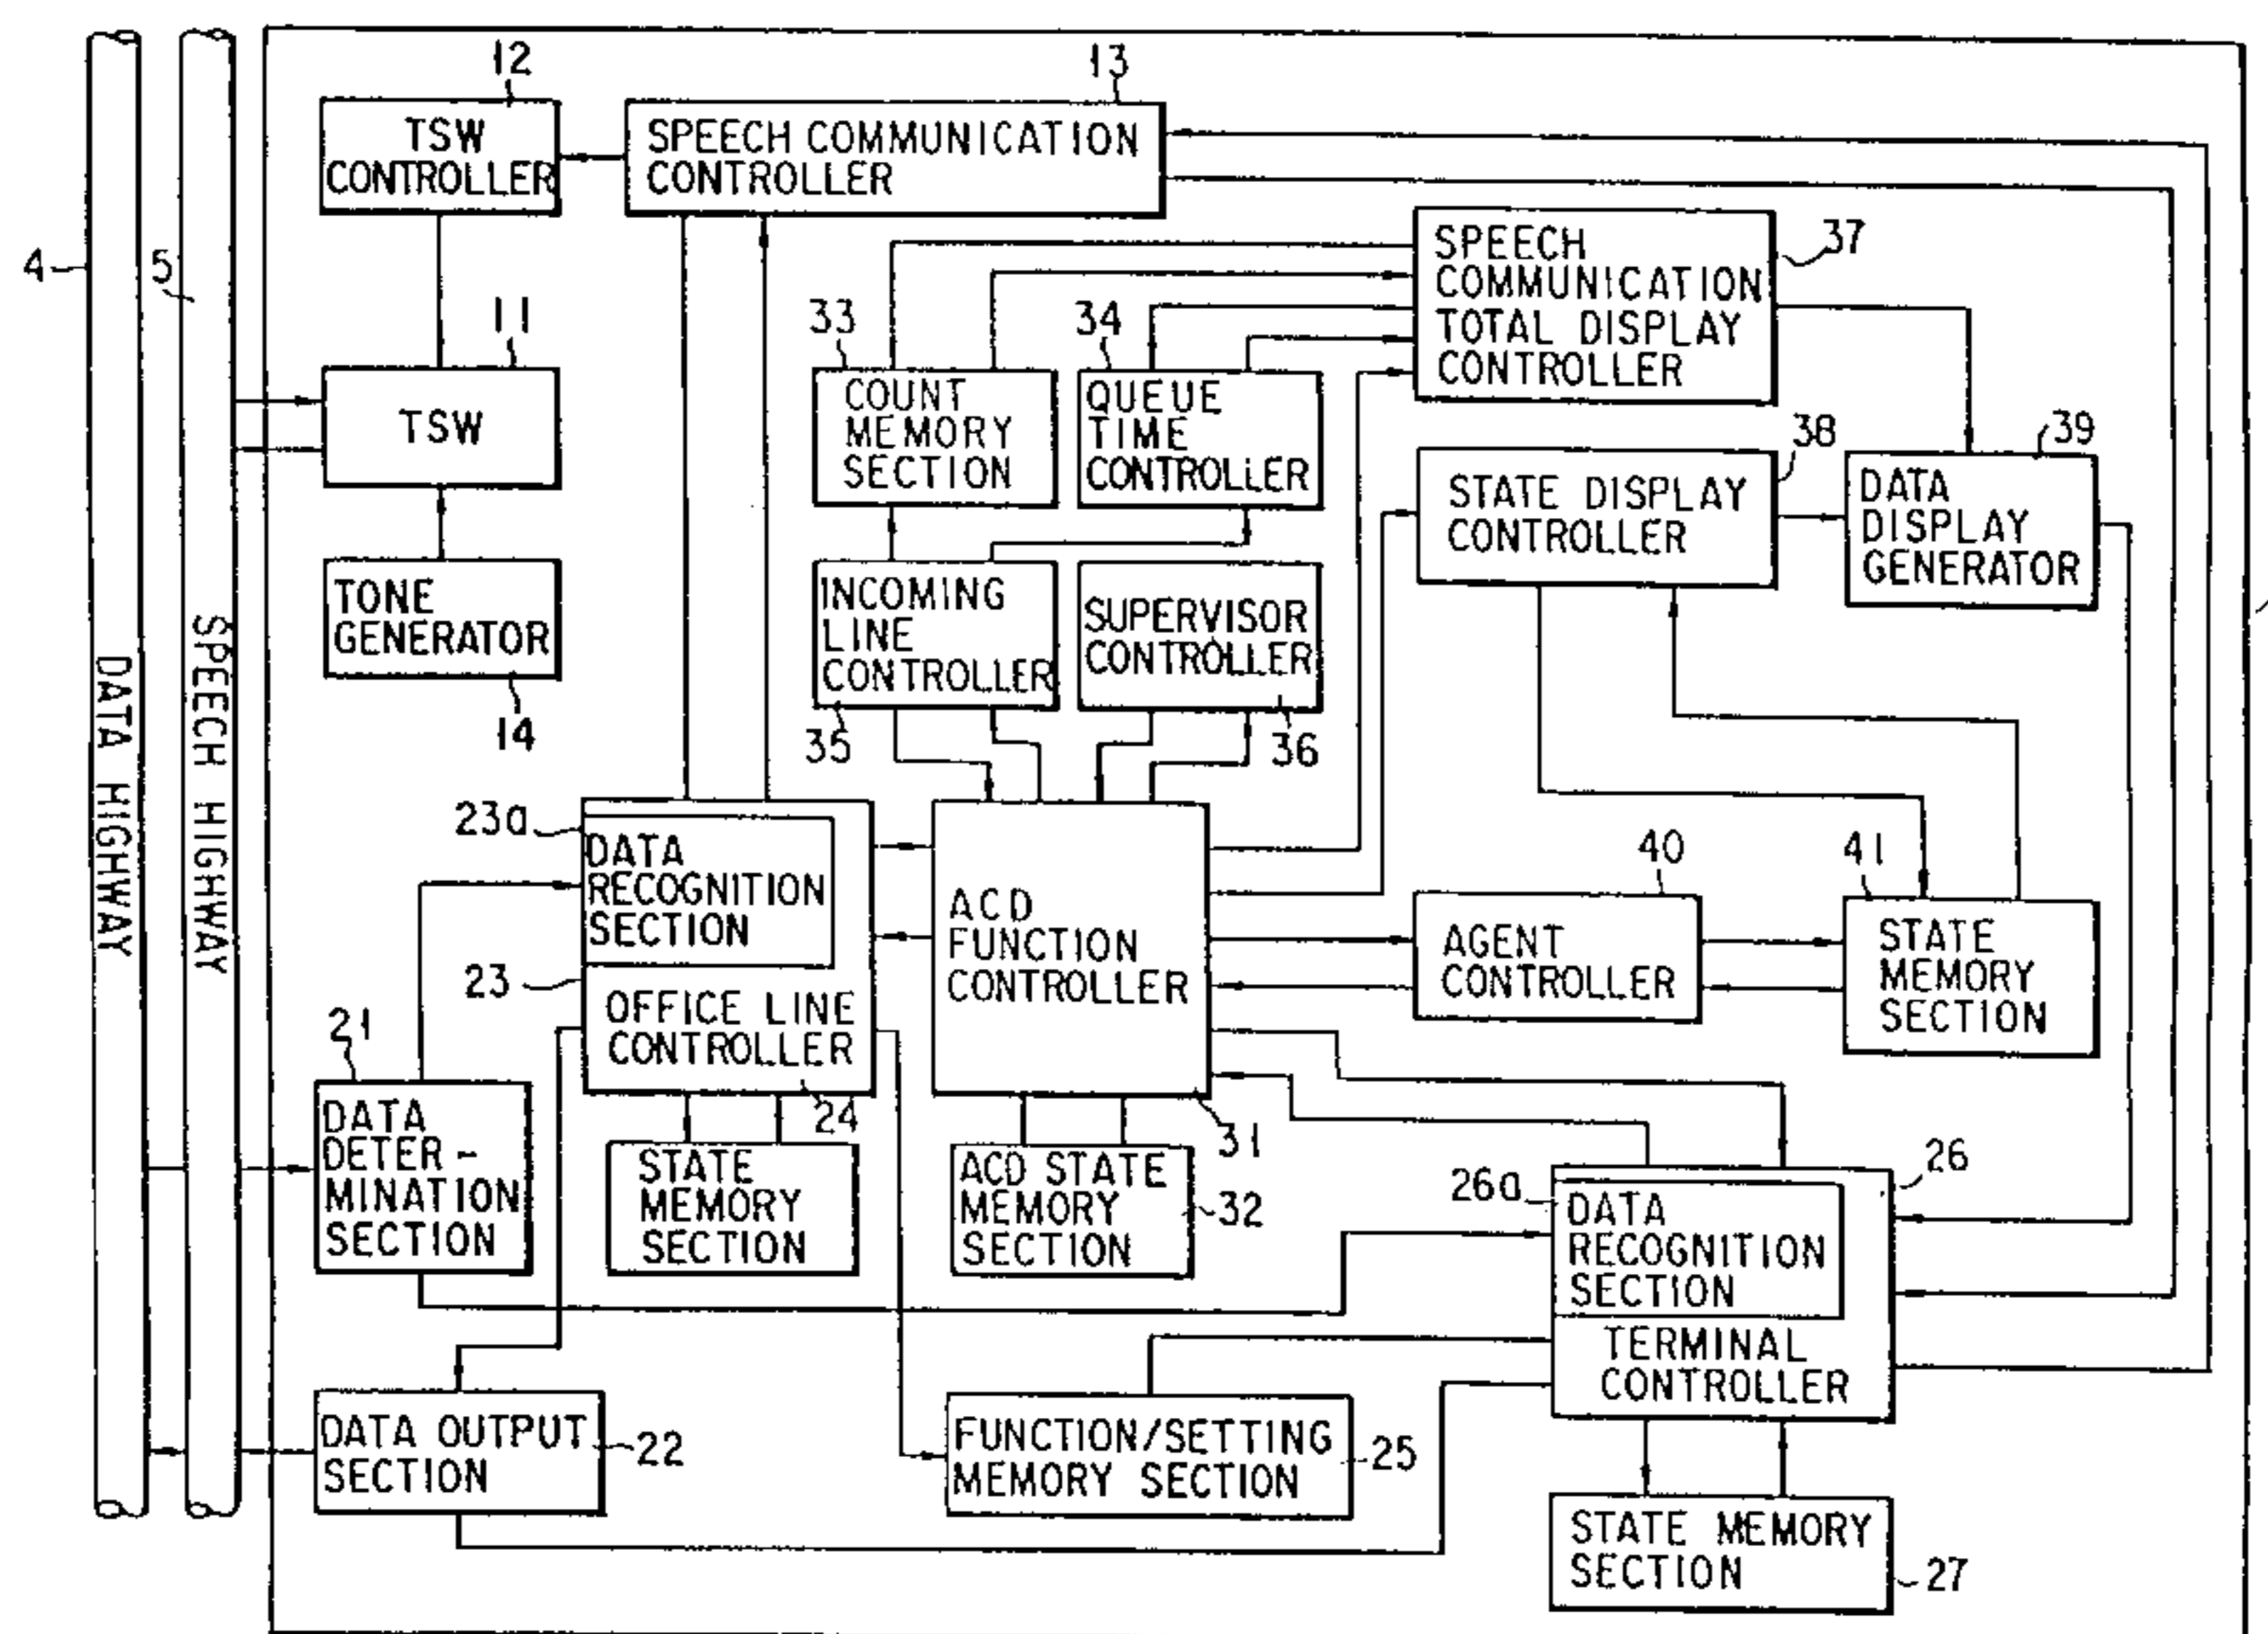 12
13
TSW
CONTROLLER
SPEECH COMMUNICATION
CONTROLLER
4
5
11
TSW
33
34
SPEECH
COMMUNICATION
TOTAL DISPLAY
CONTROLLER
37
COUNT
MEMORY
SECTION
QUEUE
TIME
CONTROLLER
38
39
STATE DISPLAY
CONTROLLER
DATA
DISPLAY
GENERATOR
TONE
GENERATOR
14
INCOMING
LINE
CONTROLLER
35
SUPERVISOR
CONTROLLER
36
DATA HIGHWAY
SPEECH HIGHWAY
23a
DATA
RECOGNITION
SECTION
23
OFFICE LINE
CONTROLLER
24
ACD
FUNCTION
CONTROLLER
31
40
41
AGENT
CONTROLLER
STATE
MEMORY
SECTION
21
DATA
DETER-
MINATION
SECTION
STATE
MEMORY
SECTION
ACD STATE
MEMORY
SECTION
32
26
26a
DATA
RECOGNITION
SECTION
TERMINAL
CONTROLLER
DATA OUTPUT
SECTION
22
FUNCTION/SETTING
MEMORY SECTION
25
STATE MEMORY
SECTION
27